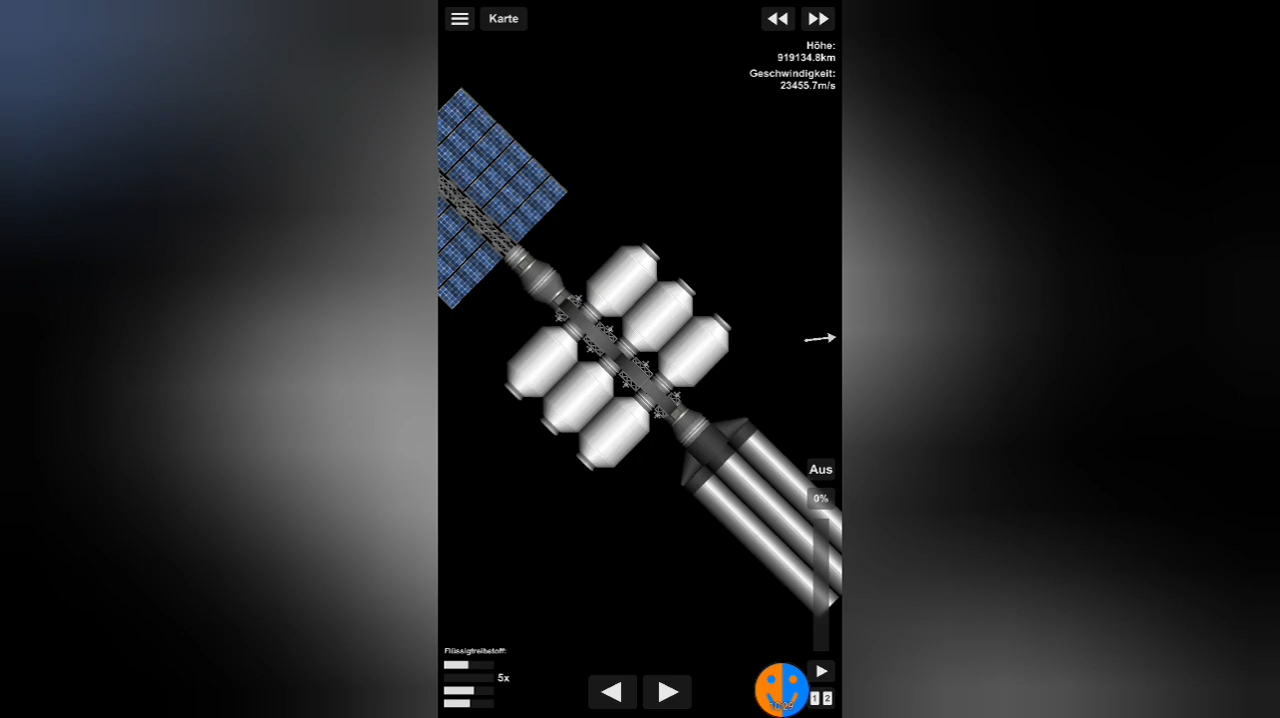 Karte
Höhe:
919134.8km
Geschwindigkeit:
23455.7m/s
Aus
0%
Flüssigtreibstoff:
5x
1 2